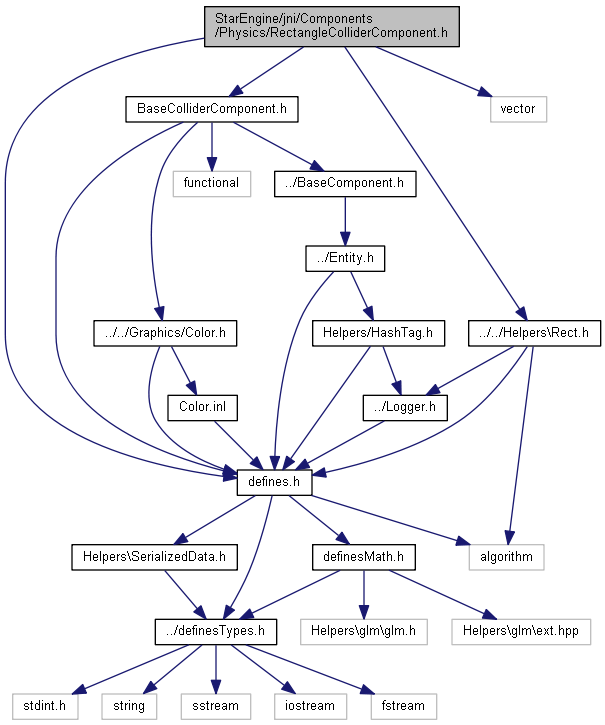 StarEngine/jni/Components
/Physics/RectangleColliderComponent.h
BaseColliderComponent.h
vector
functional
../BaseComponent.h
../Entity.h
../../Graphics/Color.h
Helpers/HashTag.h
../../Helpers\Rect.h
Color.inl
../Logger.h
defines.h
Helpers\SerializedData.h
definesMath.h
algorithm
../definesTypes.h
Helpers\glm\glm.h
Helpers\glm\ext.hpp
stdint.h
string
sstream
iostream
fstream